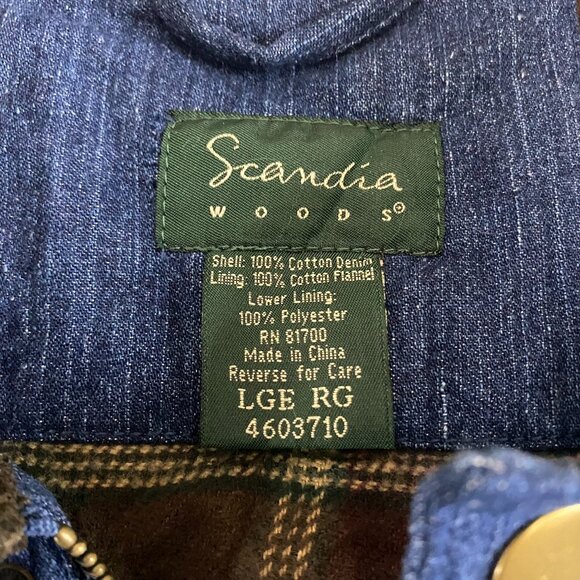 Scandia
WOODS®
Shell: 100% Cotton Denim
Lining: 100% Cotton Flannel
Lower Lining:
100% Polyester
RN 81700
Made in China
Reverse for Care
LGE RG
4603710